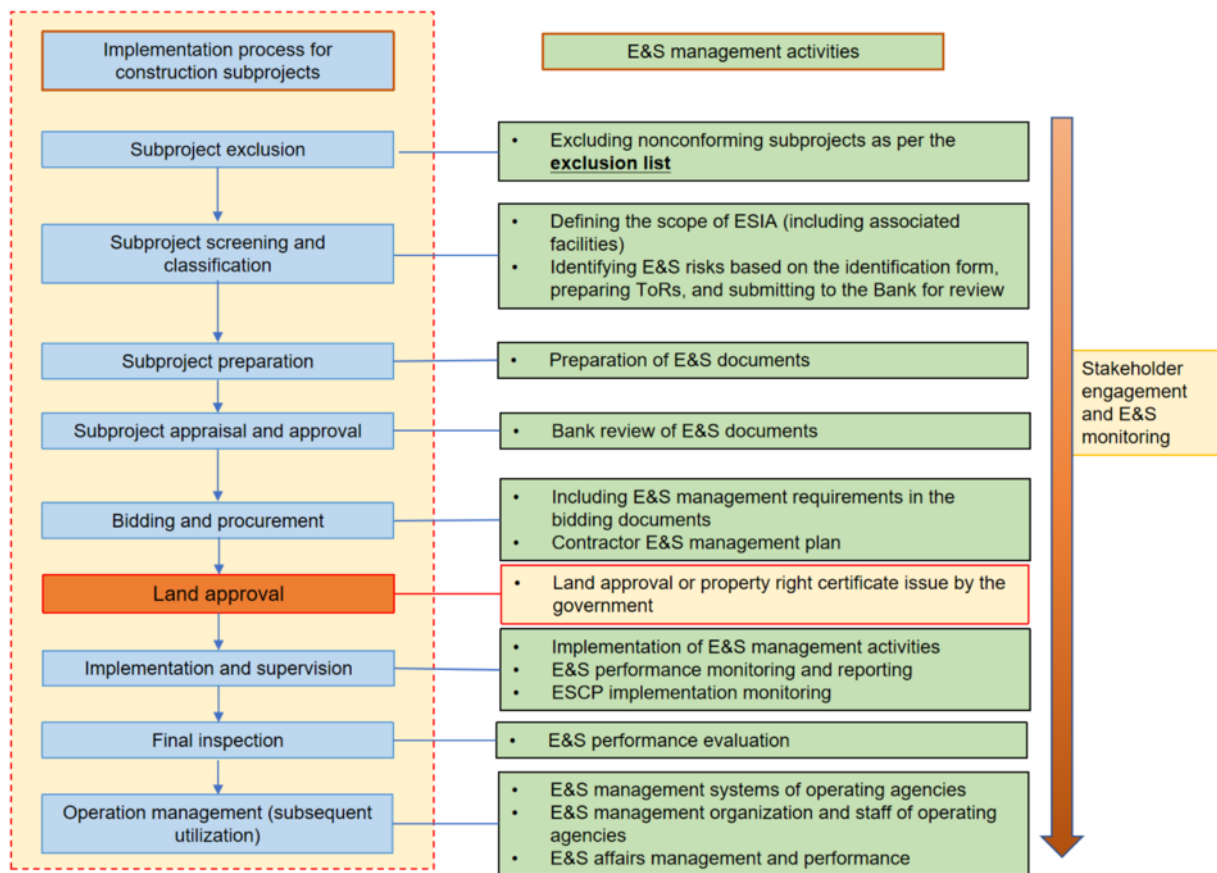 Implementation process for
construction subprojects
E&S management activities
Subproject exclusion
• Excluding nonconforming subprojects as per the
exclusion list
Subproject screening and
classification
• Defining the scope of ESIA (including associated
facilities)
• Identifying E&S risks based on the identification form,
preparing ToRs, and submitting to the Bank for review
Subproject preparation
• Preparation of E&S documents
Subproject appraisal and approval
• Bank review of E&S documents
Bidding and procurement
• Including E&S management requirements in the
bidding documents
• Contractor E&S management plan
Land approval
• Land approval or property right certificate issue by the
government
Implementation and supervision
• Implementation of E&S management activities
• E&S performance monitoring and reporting
• ESCP implementation monitoring
Final inspection
• E&S performance evaluation
Operation management (subsequent
utilization)
• E&S management systems of operating agencies
• E&S management organization and staff of operating
agencies
• E&S affairs management and performance
Stakeholder
engagement
and E&S
monitoring